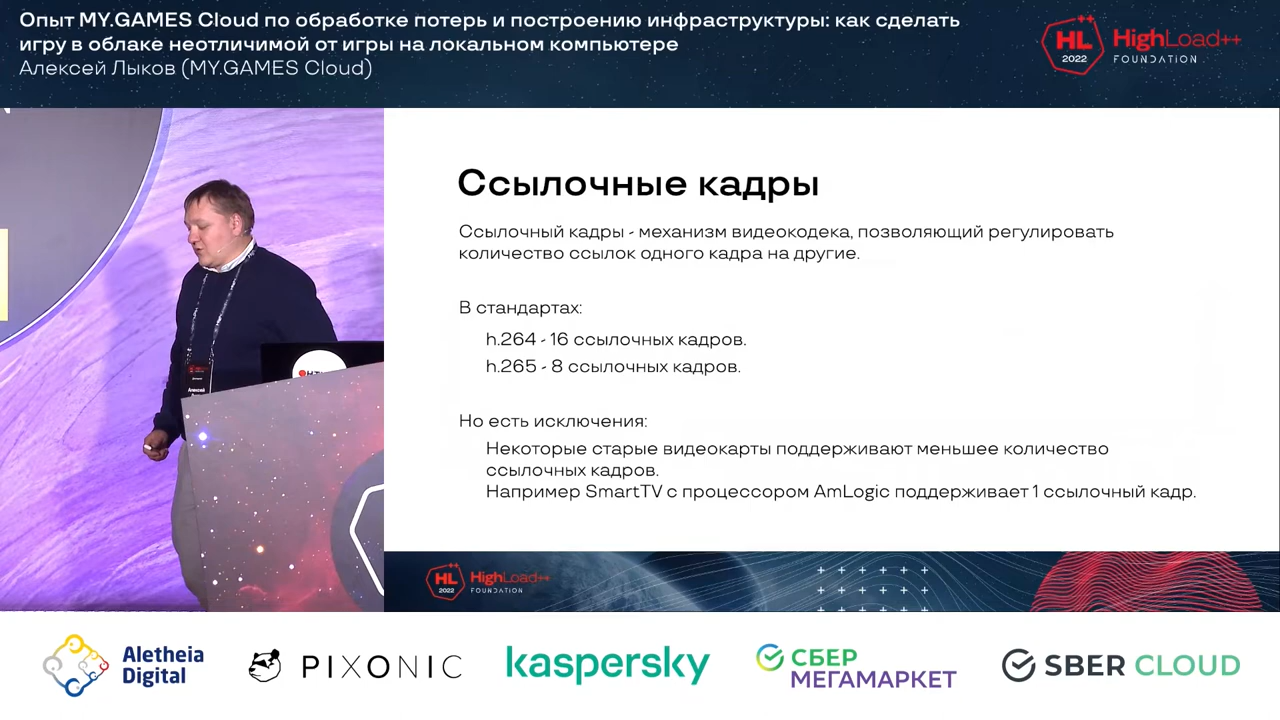 Опыт MY.GAMES Cloud по обработке потерь и построению инфраструктуры: как сделать
игру в облаке неотличимой от игры на локальном компьютере
Алексей Лыков (MY.GAMES Cloud)
HL
2022
HighLoad++
FOUNDATION
Ссылочные кадры
Ссылочный кадры - механизм видеокодека, позволяющий регулировать
количество ссылок одного кадра на другие.
В стандартах:
h.264 - 16 ссылочных кадров.
h.265 - 8 ссылочных кадров.
Но есть исключения:
Некоторые старые видеокарты поддерживают меньшее количество
ссылочных кадров.
Например SmartTV с процессором AmLogic поддерживает 1 ссылочный кадр.
Алексей
HL
2022
HighLoad++
FOUNDATION
Aletheia
Digital
PIXONIC
kaspersky
СБЕР
МЕГАМАРКЕТ
SBER CLOUD